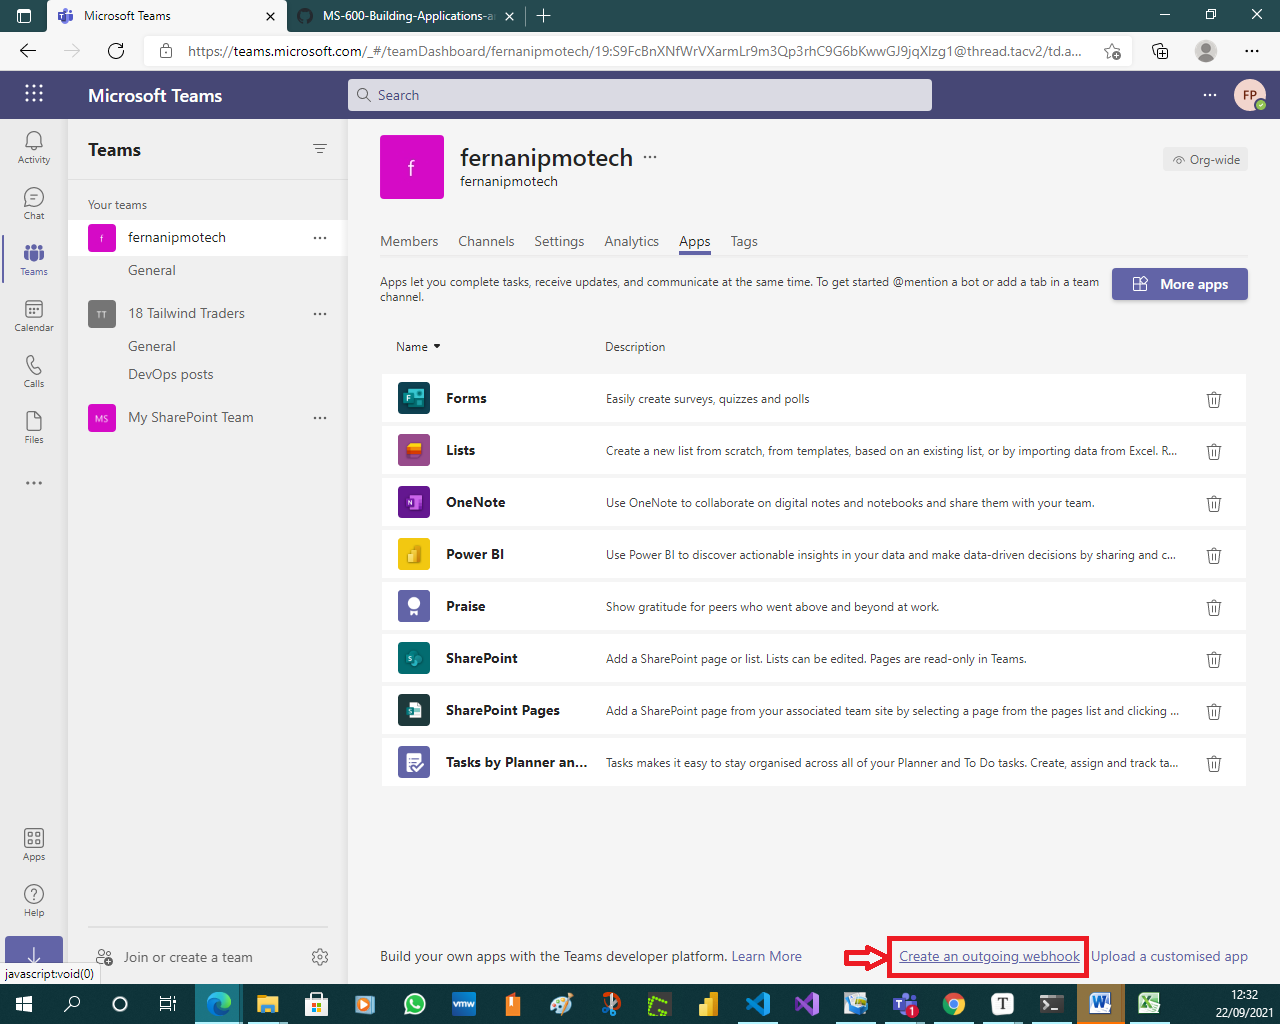 Microsoft Teams
MS-600-Building-Applications-a
https://teams.microsoft.com/_#/teamDashboard/fernanipmotech/19:S9FcBnXNfWrVXarmLr9m3Qp3rhC9G6bKwwGJ9jqXlzg1@thread.tacv2/td.a...
Microsoft Teams
Search
FP
Activity
Chat
Teams
Calendar
Calls
Files
Apps
Help
Teams
Your teams
f
fernanipmotech
General
TT
18 Tailwind Traders
General
DevOps posts
MS
My SharePoint Team
Join or create a team
javascript:void(0)
f
fernanipmotech
fernanipmotech
Org-wide
Members
Channels
Settings
Analytics
Apps
Tags
Apps let you complete tasks, receive updates, and communicate at the same time. To get started @mention a bot or add a tab in a team
channel.
More apps
Name
Description
Forms
Easily create surveys, quizzes and polls
Lists
Create a new list from scratch, from templates, based on an existing list, or by importing data from Excel. R...
OneNote
Use OneNote to collaborate on digital notes and notebooks and share them with your team.
Power BI
Use Power BI to discover actionable insights in your data and make data-driven decisions by sharing and c...
Praise
Show gratitude for peers who went above and beyond at work.
SharePoint
Add a SharePoint page or list. Lists can be edited. Pages are read-only in Teams.
SharePoint Pages
Add a SharePoint page from your associated team site by selecting a page from the pages list and clicking ...
Tasks by Planner an...
Tasks makes it easy to stay organised across all of your Planner and To Do tasks. Create, assign and track ta...
Build your own apps with the Teams developer platform. Learn More
Create an outgoing webhook
Upload a customised app
vmw
1
T
12:32
22/09/2021